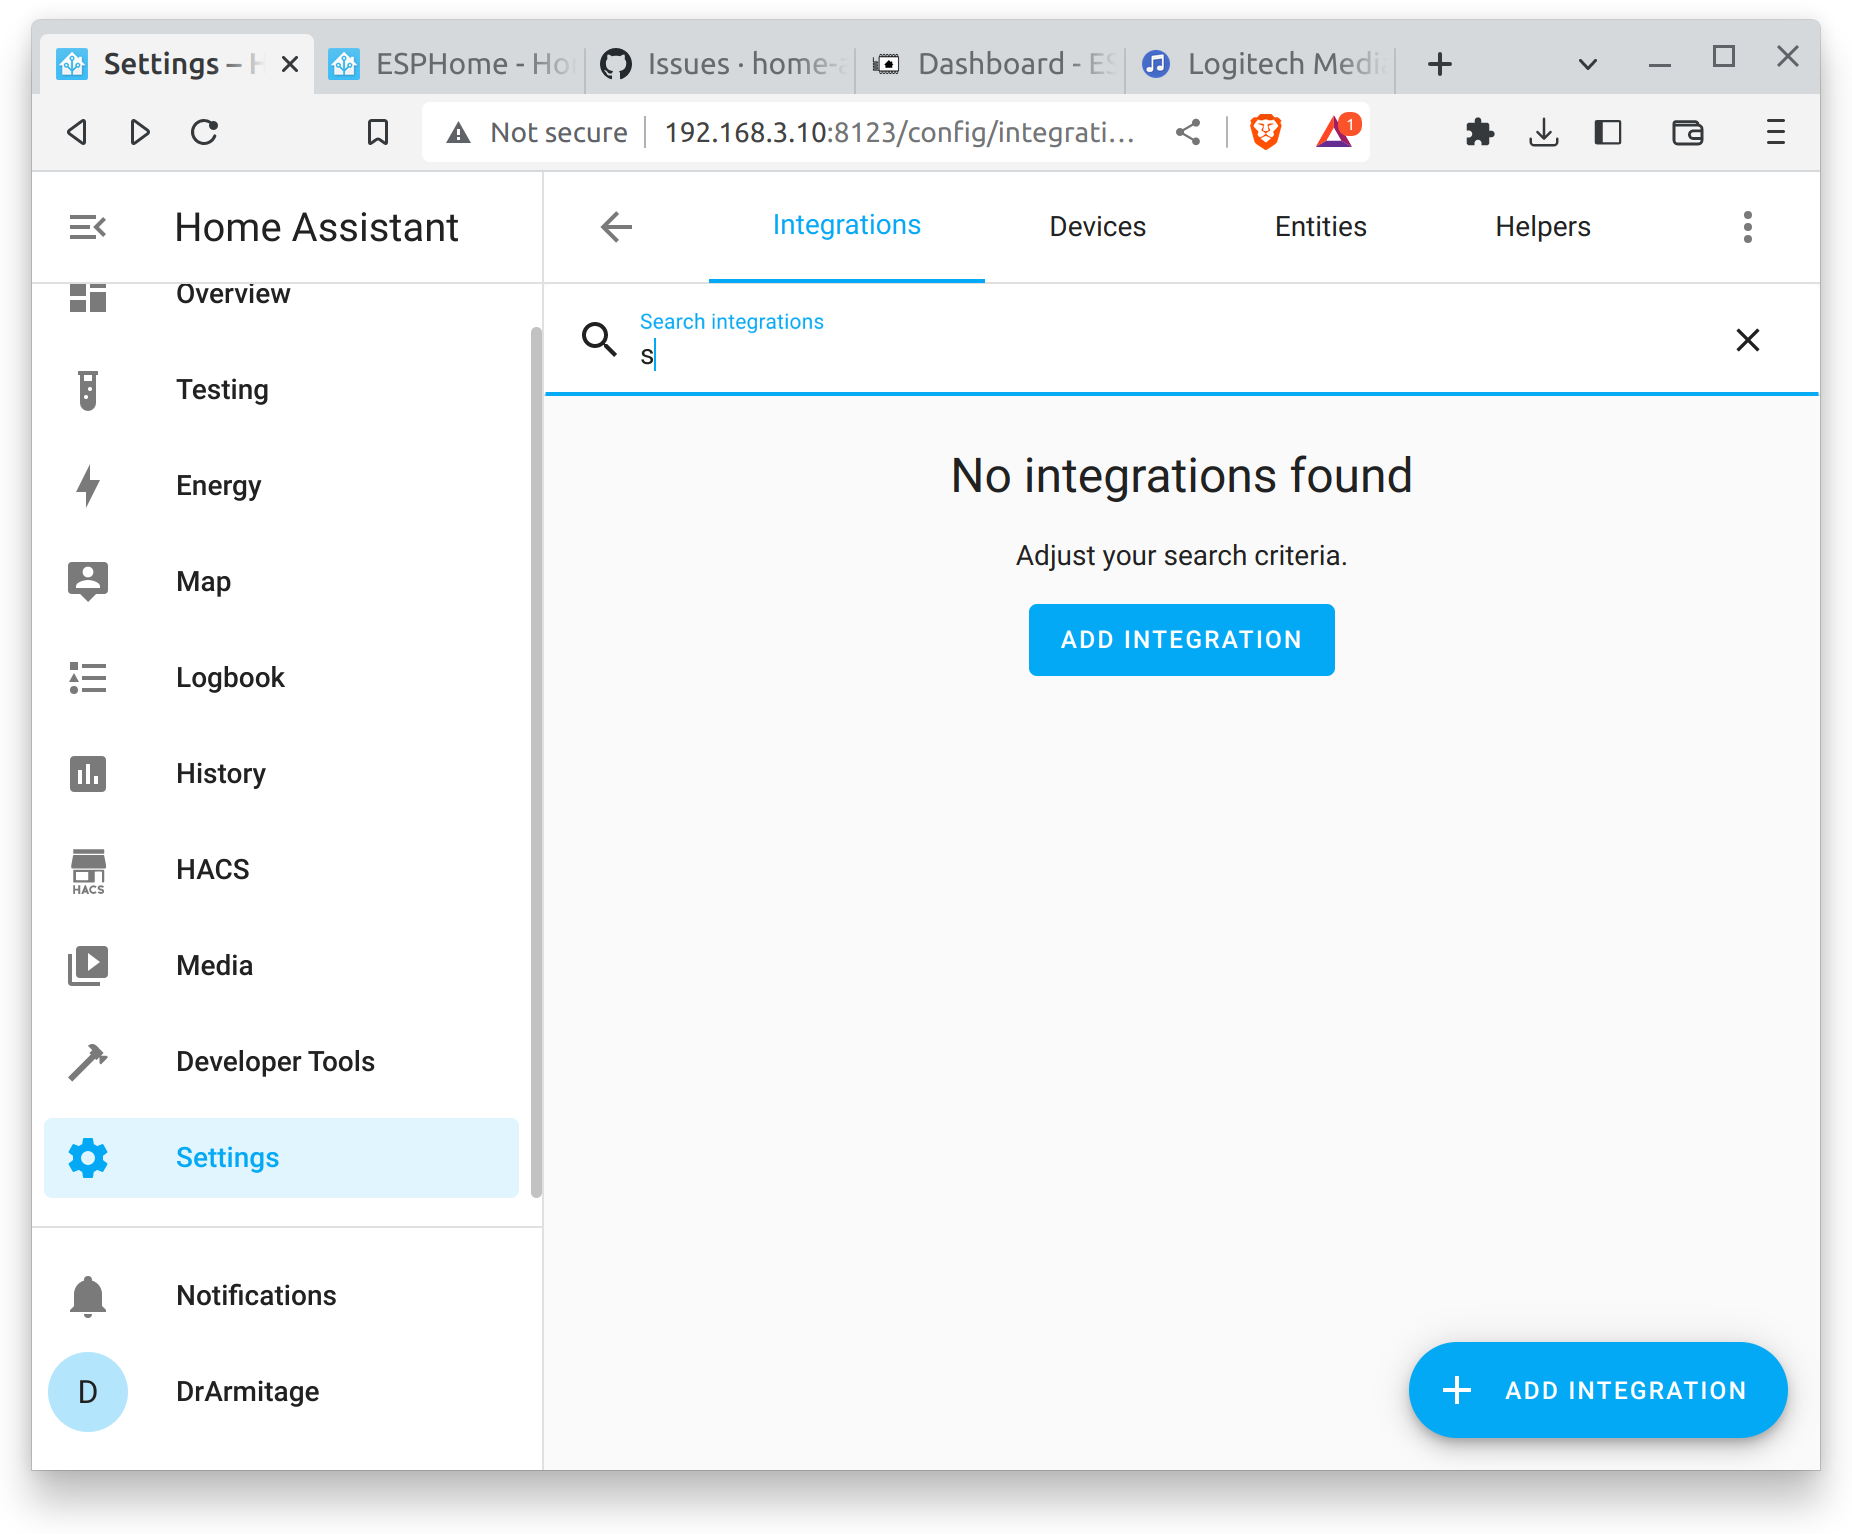 Settings – H
ESPHome - Ho
Issues · home-a
Dashboard - ES
Logitech Media
Not secure
192.168.3.10:8123/config/integrati...
1
Home Assistant
Integrations
Devices
Entities
Helpers
Overview
Testing
Energy
Map
Logbook
History
HACS
HACS
Media
Developer Tools
Settings
Notifications
D
DrArmitage
Search integrations
s
No integrations found
Adjust your search criteria.
ADD INTEGRATION
ADD INTEGRATION